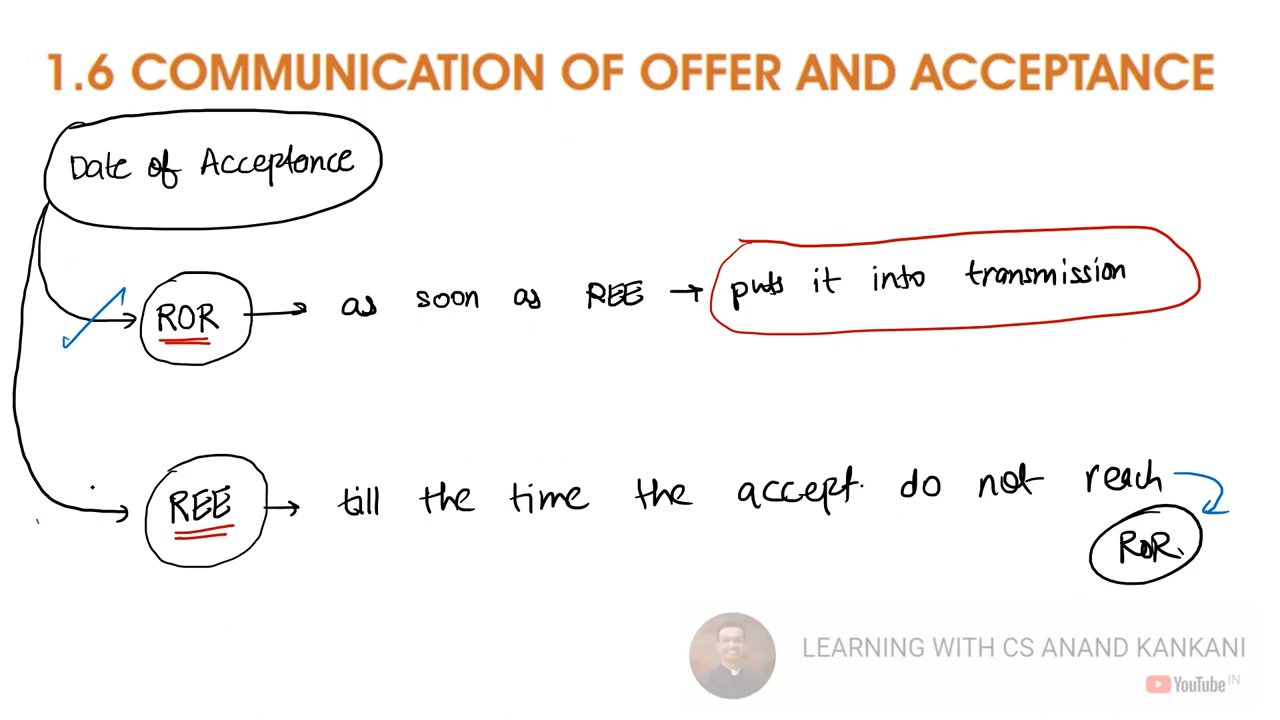 1.6 COMMUNICATION OF OFFER AND ACCEPTANCE
Date of Acceptance
ROR → as soon as REE → puts it into transmission
REE → till the time the accept. do not reach
ROR.
LEARNING WITH CS ANAND KANKANI
YouTube IN